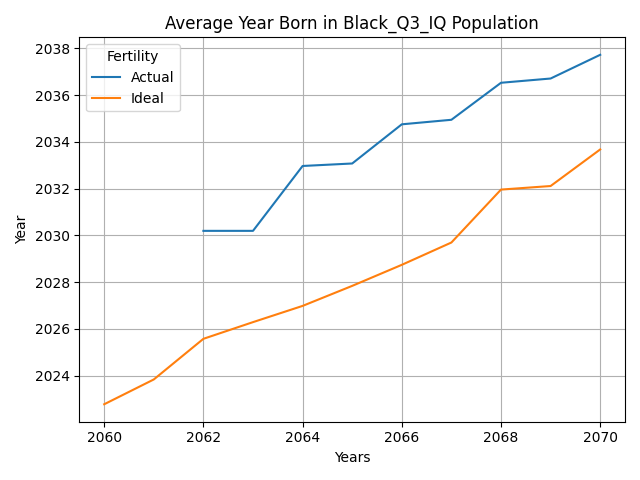 Average Year Born in Black_Q3_IQ Population
Fertility
Actual
Ideal
2038
2036
2034
2032
2030
2028
2026
2024
Year
2060 2062 2064 2066 2068 2070
Years